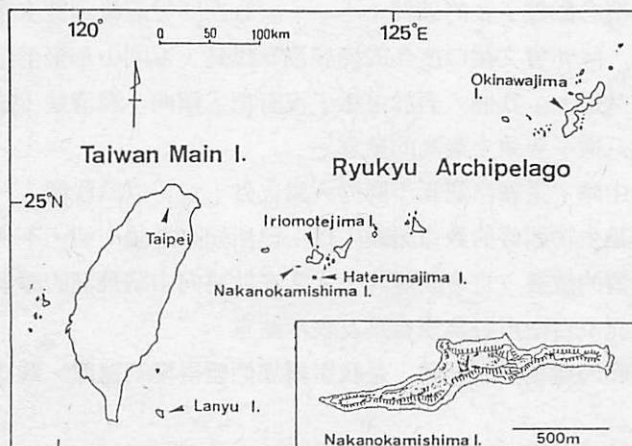 120°
0 50 100km
125°E
Okinawajima
I.
Taiwan Main I.
Ryukyu Archipelago
25°N
Iriomotejima I.
Taipei
Haterumajima I.
Nakanokamishima I.
Lanyu I.
500m
Nakanokamishima I.